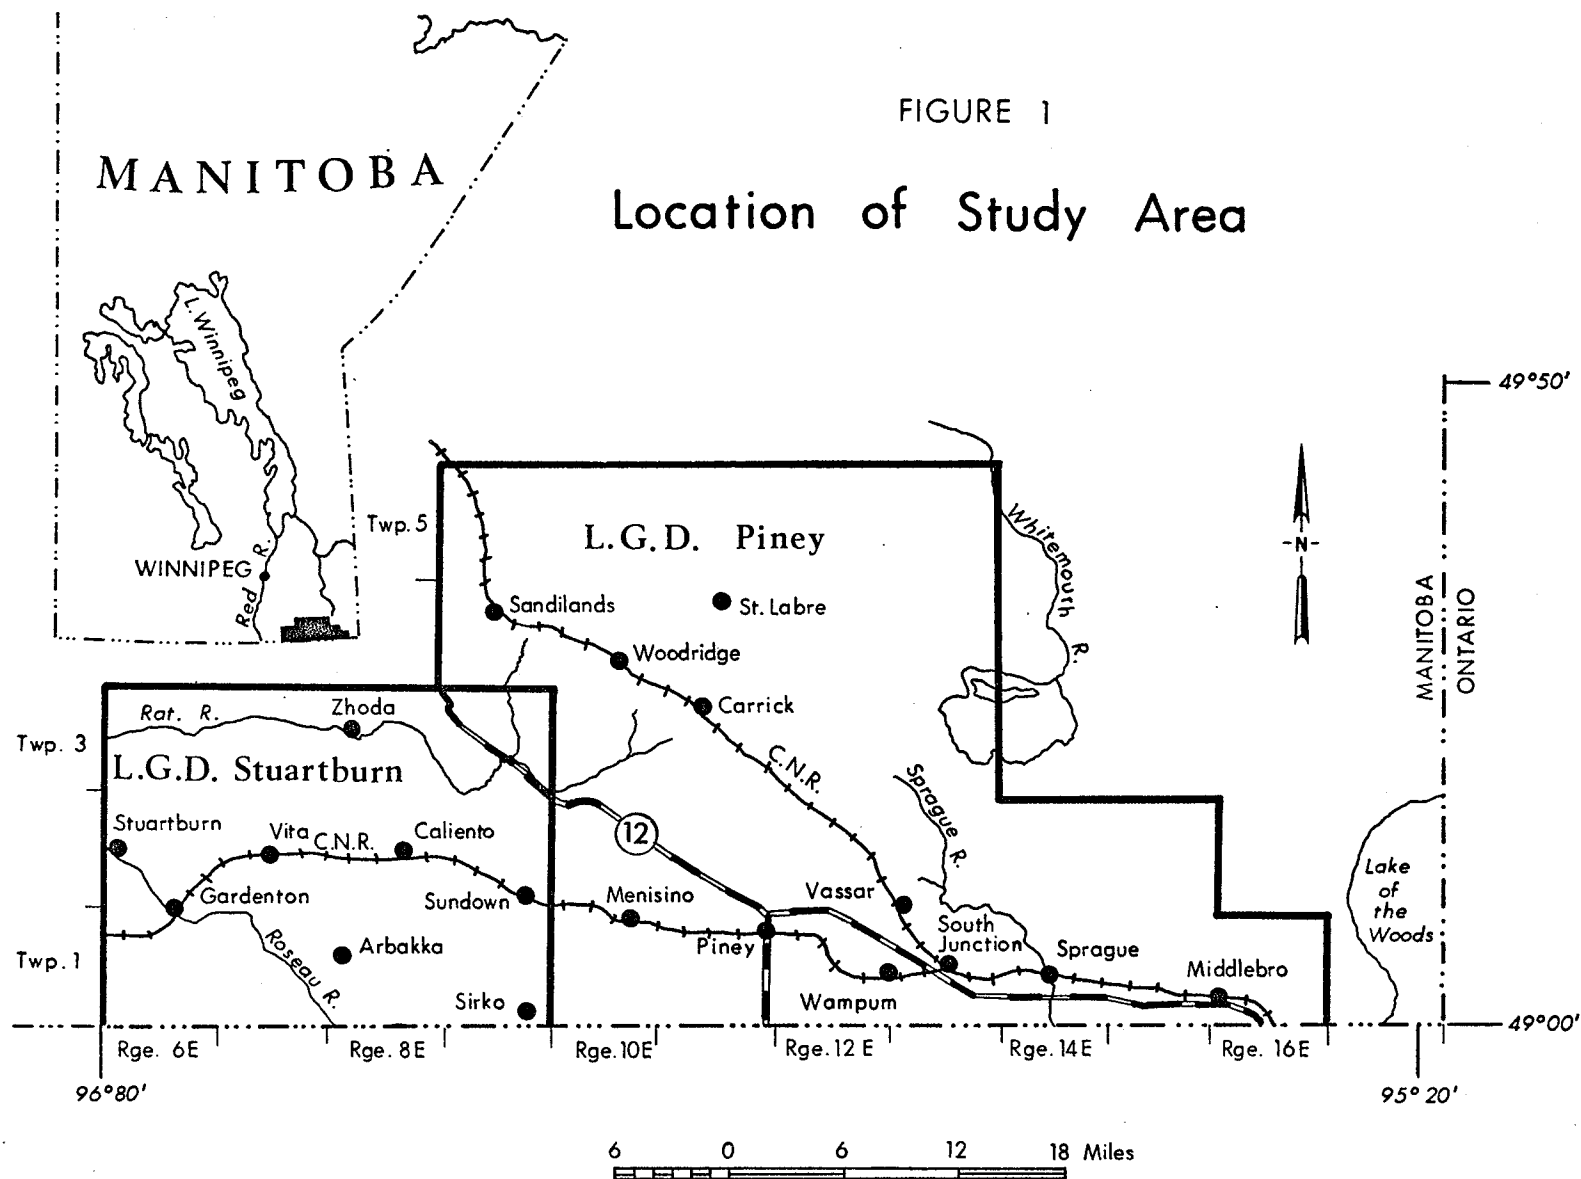 FIGURE 1
Location of Study Area
MANITOBA
L. Winnipeg
WINNIPEG
Red R.
49°50'
Twp. 5
L.G.D. Piney
Whitemouth R.
N
Sandilands
St. Labre
MANITOBA
ONTARIO
Woodridge
Carrick
Rat. R.
Zhoda
Twp. 3
L.G.D. Stuartburn
C.N.R.
Sprague R.
Stuartburn
Vita
C.N.R.
Caliento
12
Lake
of
the
Woods
Gardenton
Sundown
Menisino
Vassar
South
Junction
Arbakka
Roseau R.
Piney
Sprague
Twp. 1
Sirko
Wampum
Middlebro
49°00'
Rge. 6E
Rge. 8E
Rge. 10E
Rge. 12 E
Rge. 14E
Rge. 16E
96°80'
95°20'
6 0 6 12 18 Miles